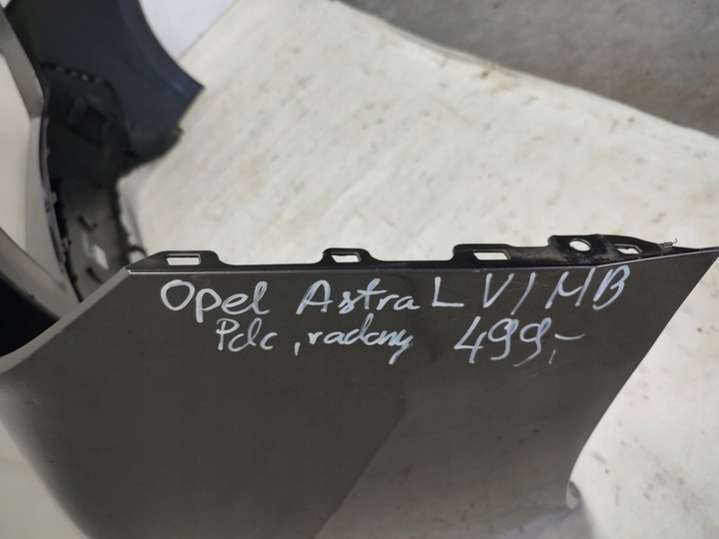 Opel Astra L VI MB
Pdc, radary 499,-